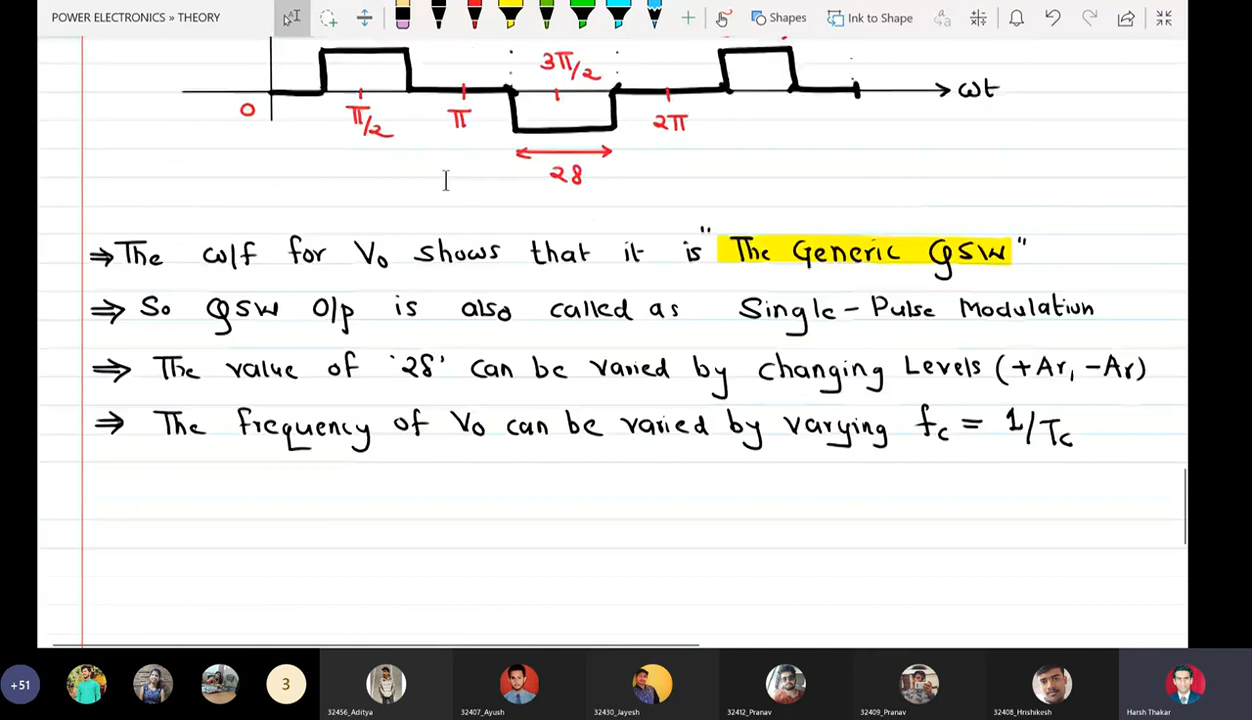 POWER ELECTRONICS » THEORY
Shapes
Ink to Shape
3π/2
ωt
0
π/2
π
2π
2δ
⇒ The w/f for Vo shows that it is "The Generic QSW"
⇒ So QSW O/p is also called as Single-Pulse Modulation
⇒ The value of '2δ' can be varied by changing Levels (+Ar, -Ar)
⇒ The frequency of Vo can be varied by varying fc = 1/Tc
+51
3
32456_Aditya
32407_Ayush
32430_Jayesh
32412_Pranav
32409_Pranav
32408_Hrishikesh
Harsh Thakar